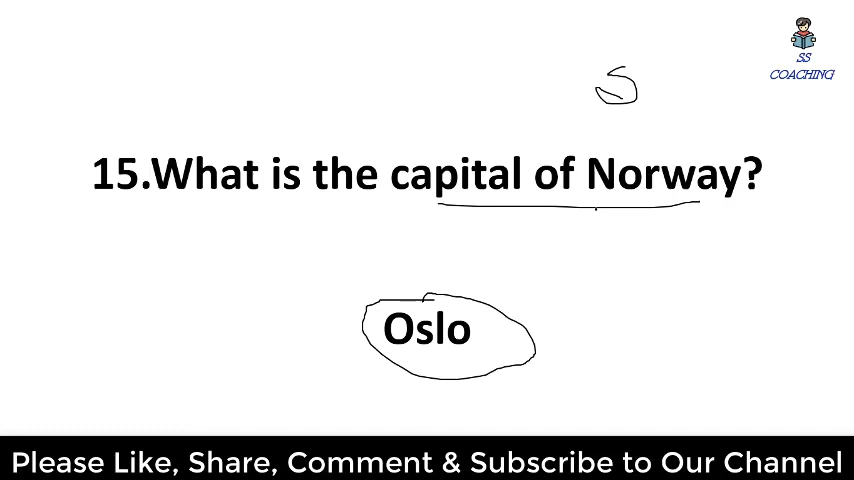 SS
COACHING
S
15.What is the capital of Norway?
Oslo
Please Like, Share, Comment & Subscribe to Our Channel